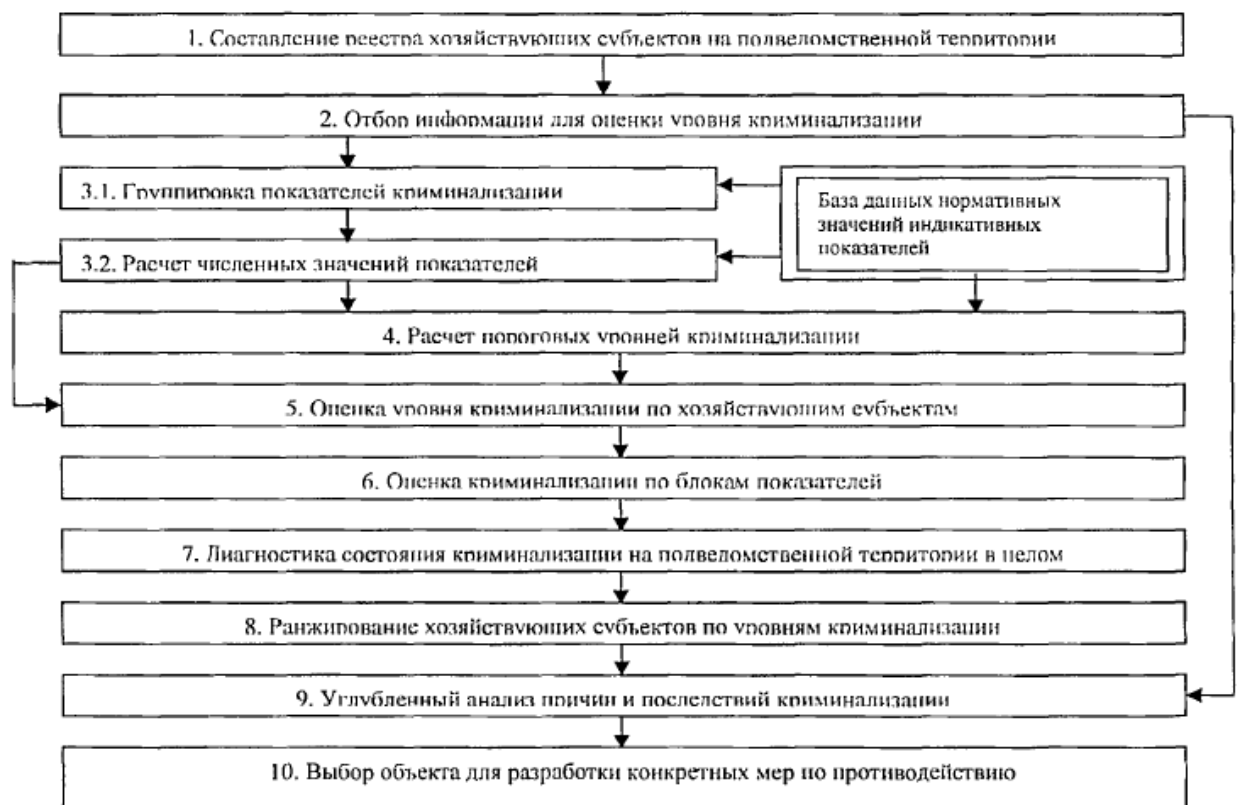 1. Составление реестра хозяйствующих субъектов на подведомственной территории
2. Отбор информации для оценки уровня криминализации
3.1. Группировка показателей криминализации
База данных нормативных
значений индикативных
показателей
3.2. Расчет численных значений показателей
4. Расчет пороговых уровней криминализации
5. Оценка уровня криминализации по хозяйствующим субъектам
6. Оценка криминализации по блокам показателей
7. Диагностика состояния криминализации на подведомственной территории в целом
8. Ранжирование хозяйствующих субъектов по уровням криминализации
9. Углубленный анализ причин и последствий криминализации
10. Выбор объекта для разработки конкретных мер по противодействию